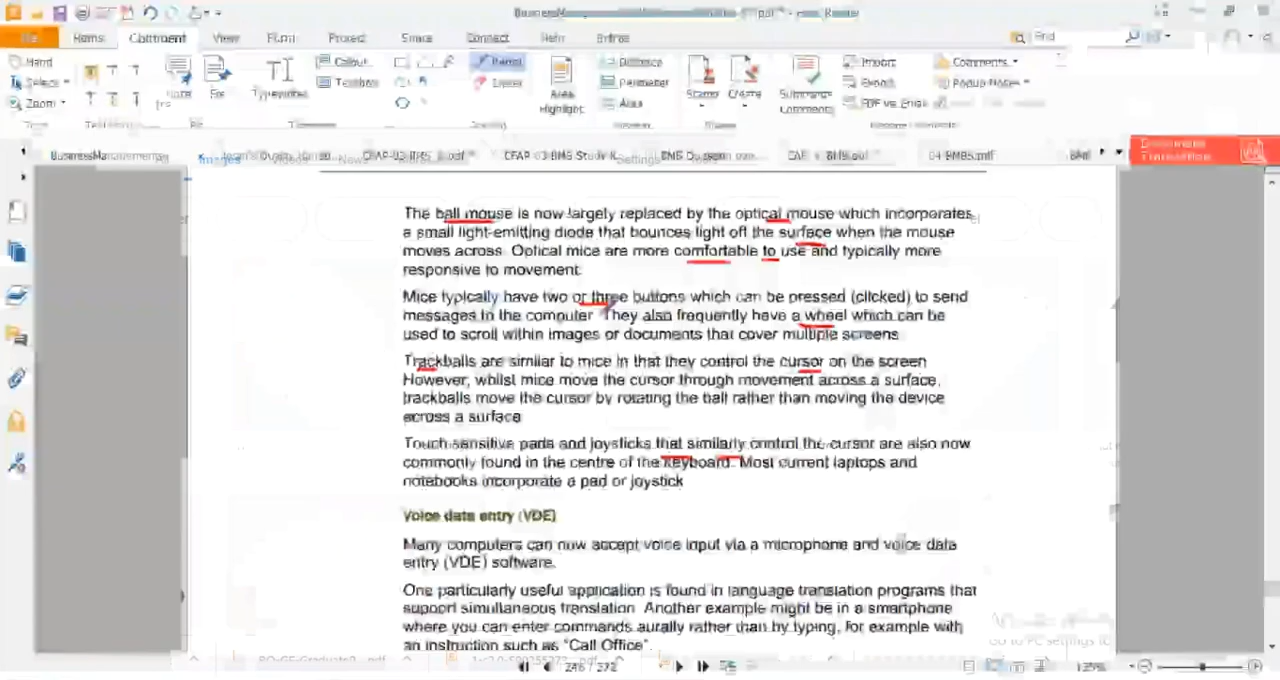 Home Comment View Form Protect Share Connect Help Extras Find
Hand
Select
Zoom
Typewriter
Callout
Textbox
Pencil
Eraser
Area
Highlight
Distance
Perimeter
Area
Stamp Create
Summarize
Comments
Import
Export
FDF via Email
Comments
Popup Notes
Images
The ball mouse is now largely replaced by the optical mouse which incorporates
a small light-emitting diode that bounces light off the surface when the mouse
moves across. Optical mice are more comfortable to use and typically more
responsive to movement.
Mice typically have two or three buttons which can be pressed (clicked) to send
messages to the computer. They also frequently have a wheel which can be
used to scroll within images or documents that cover multiple screens
Trackballs are similar to mice in that they control the cursor on the screen
However, whilst mice move the cursor through movement across a surface,
trackballs move the cursor by rotating the ball rather than moving the device
across a surface
Touch-sensitive pads and joysticks that similarly control the cursor are also now
commonly found in the centre of the keyboard. Most current laptops and
notebooks incorporate a pad or joystick
Voice data entry (VDE)
Many computers can now accept voice input via a microphone and voice data
entry (VDE) software.
One particularly useful application is found in language translation programs that
support simultaneous translation. Another example might be in a smartphone
where you can enter commands aurally rather than by typing, for example with
an instruction such as "Call Office".
Go to PC settings to